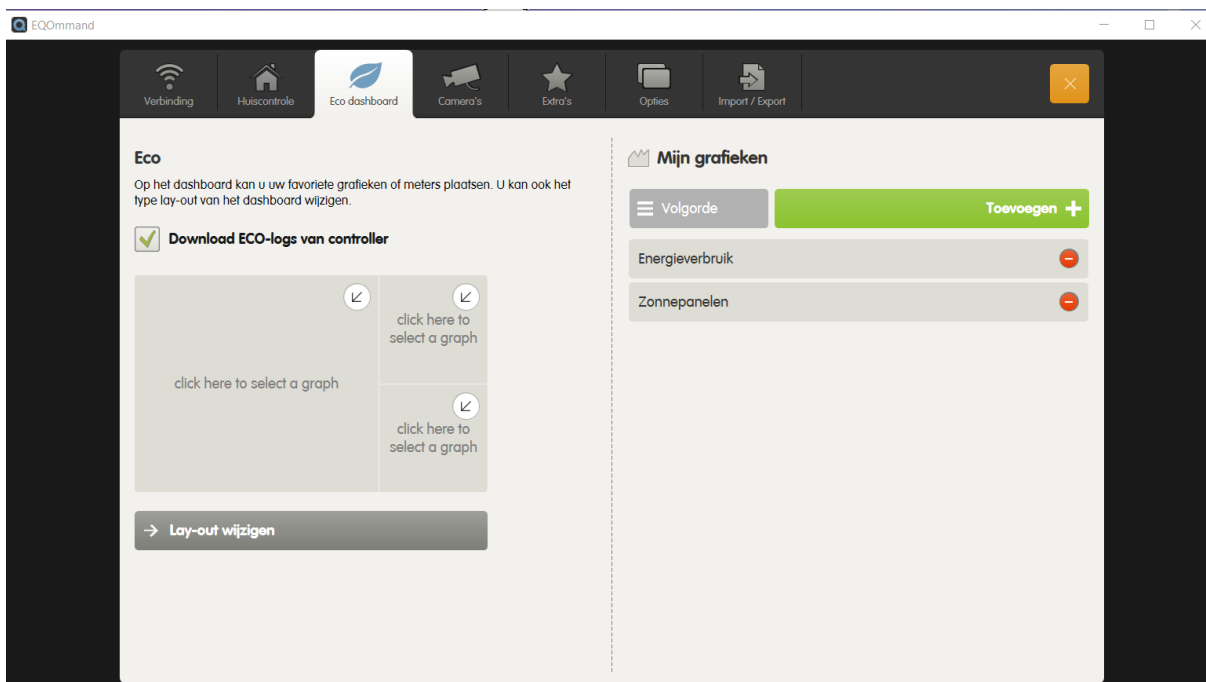 EQOmmand
Verbinding
Huiscontrole
Eco dashboard
Camera's
Extra's
Opties
Import / Export
Eco
Op het dashboard kan u uw favoriete grafieken of meters plaatsen. U kan ook het
type lay-out van het dashboard wijzigen.
Download ECO-logs van controller
click here to select a graph
click here to
select a graph
click here to
select a graph
Lay-out wijzigen
Mijn grafieken
Volgorde
Toevoegen
Energieverbruik
Zonnepanelen